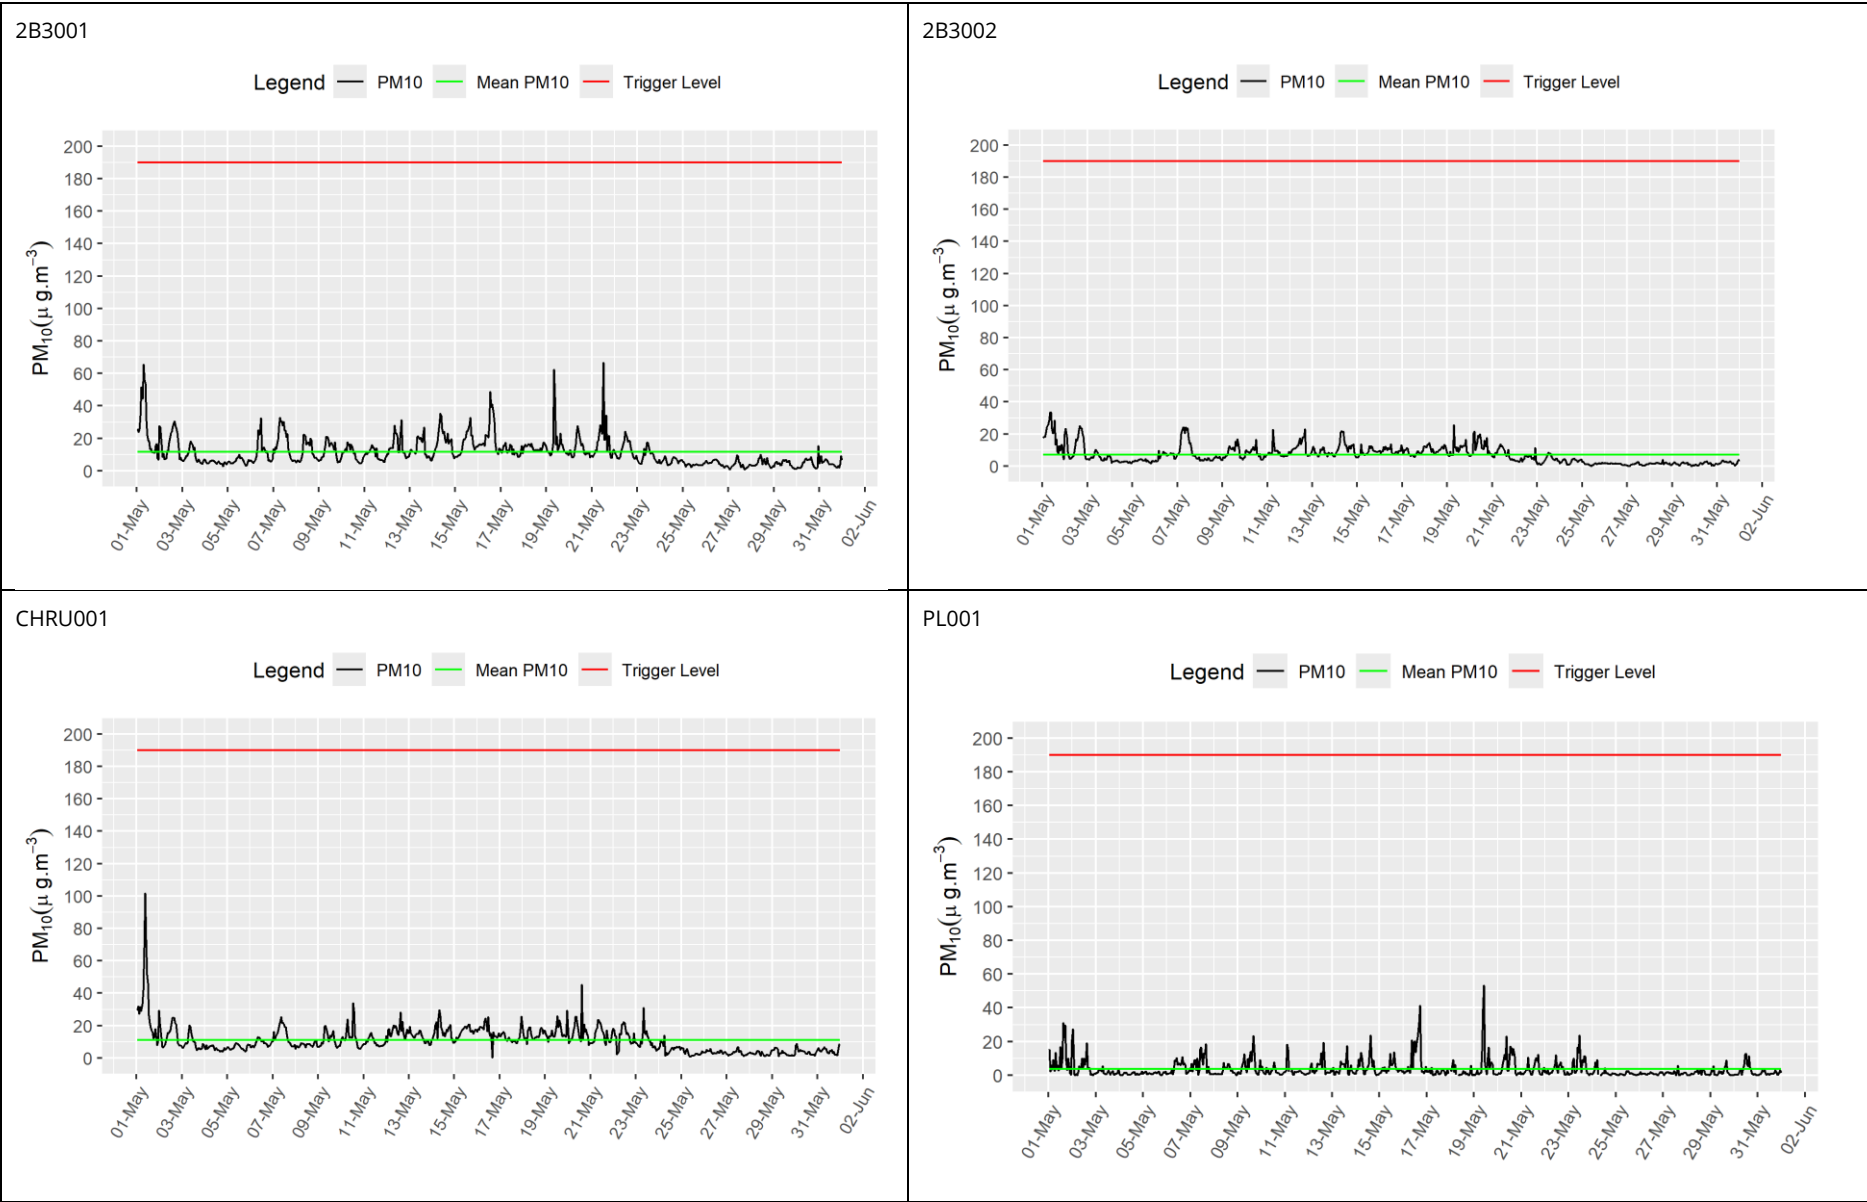 2B3001
Legend PM10 Mean PM10 Trigger Level
PM₁₀(μ g.m⁻³)
200
180
160
140
120
100
80
60
40
20
0
01-May 03-May 05-May 07-May 09-May 11-May 13-May 15-May 17-May 19-May 21-May 23-May 25-May 27-May 29-May 31-May 02-Jun
2B3002
Legend PM10 Mean PM10 Trigger Level
PM₁₀(μ g.m⁻³)
200
180
160
140
120
100
80
60
40
20
0
01-May 03-May 05-May 07-May 09-May 11-May 13-May 15-May 17-May 19-May 21-May 23-May 25-May 27-May 29-May 31-May 02-Jun
CHRU001
Legend PM10 Mean PM10 Trigger Level
PM₁₀(μ g.m⁻³)
200
180
160
140
120
100
80
60
40
20
0
01-May 03-May 05-May 07-May 09-May 11-May 13-May 15-May 17-May 19-May 21-May 23-May 25-May 27-May 29-May 31-May 02-Jun
PL001
Legend PM10 Mean PM10 Trigger Level
PM₁₀(μ g.m⁻³)
200
180
160
140
120
100
80
60
40
20
0
01-May 03-May 05-May 07-May 09-May 11-May 13-May 15-May 17-May 19-May 21-May 23-May 25-May 27-May 29-May 31-May 02-Jun